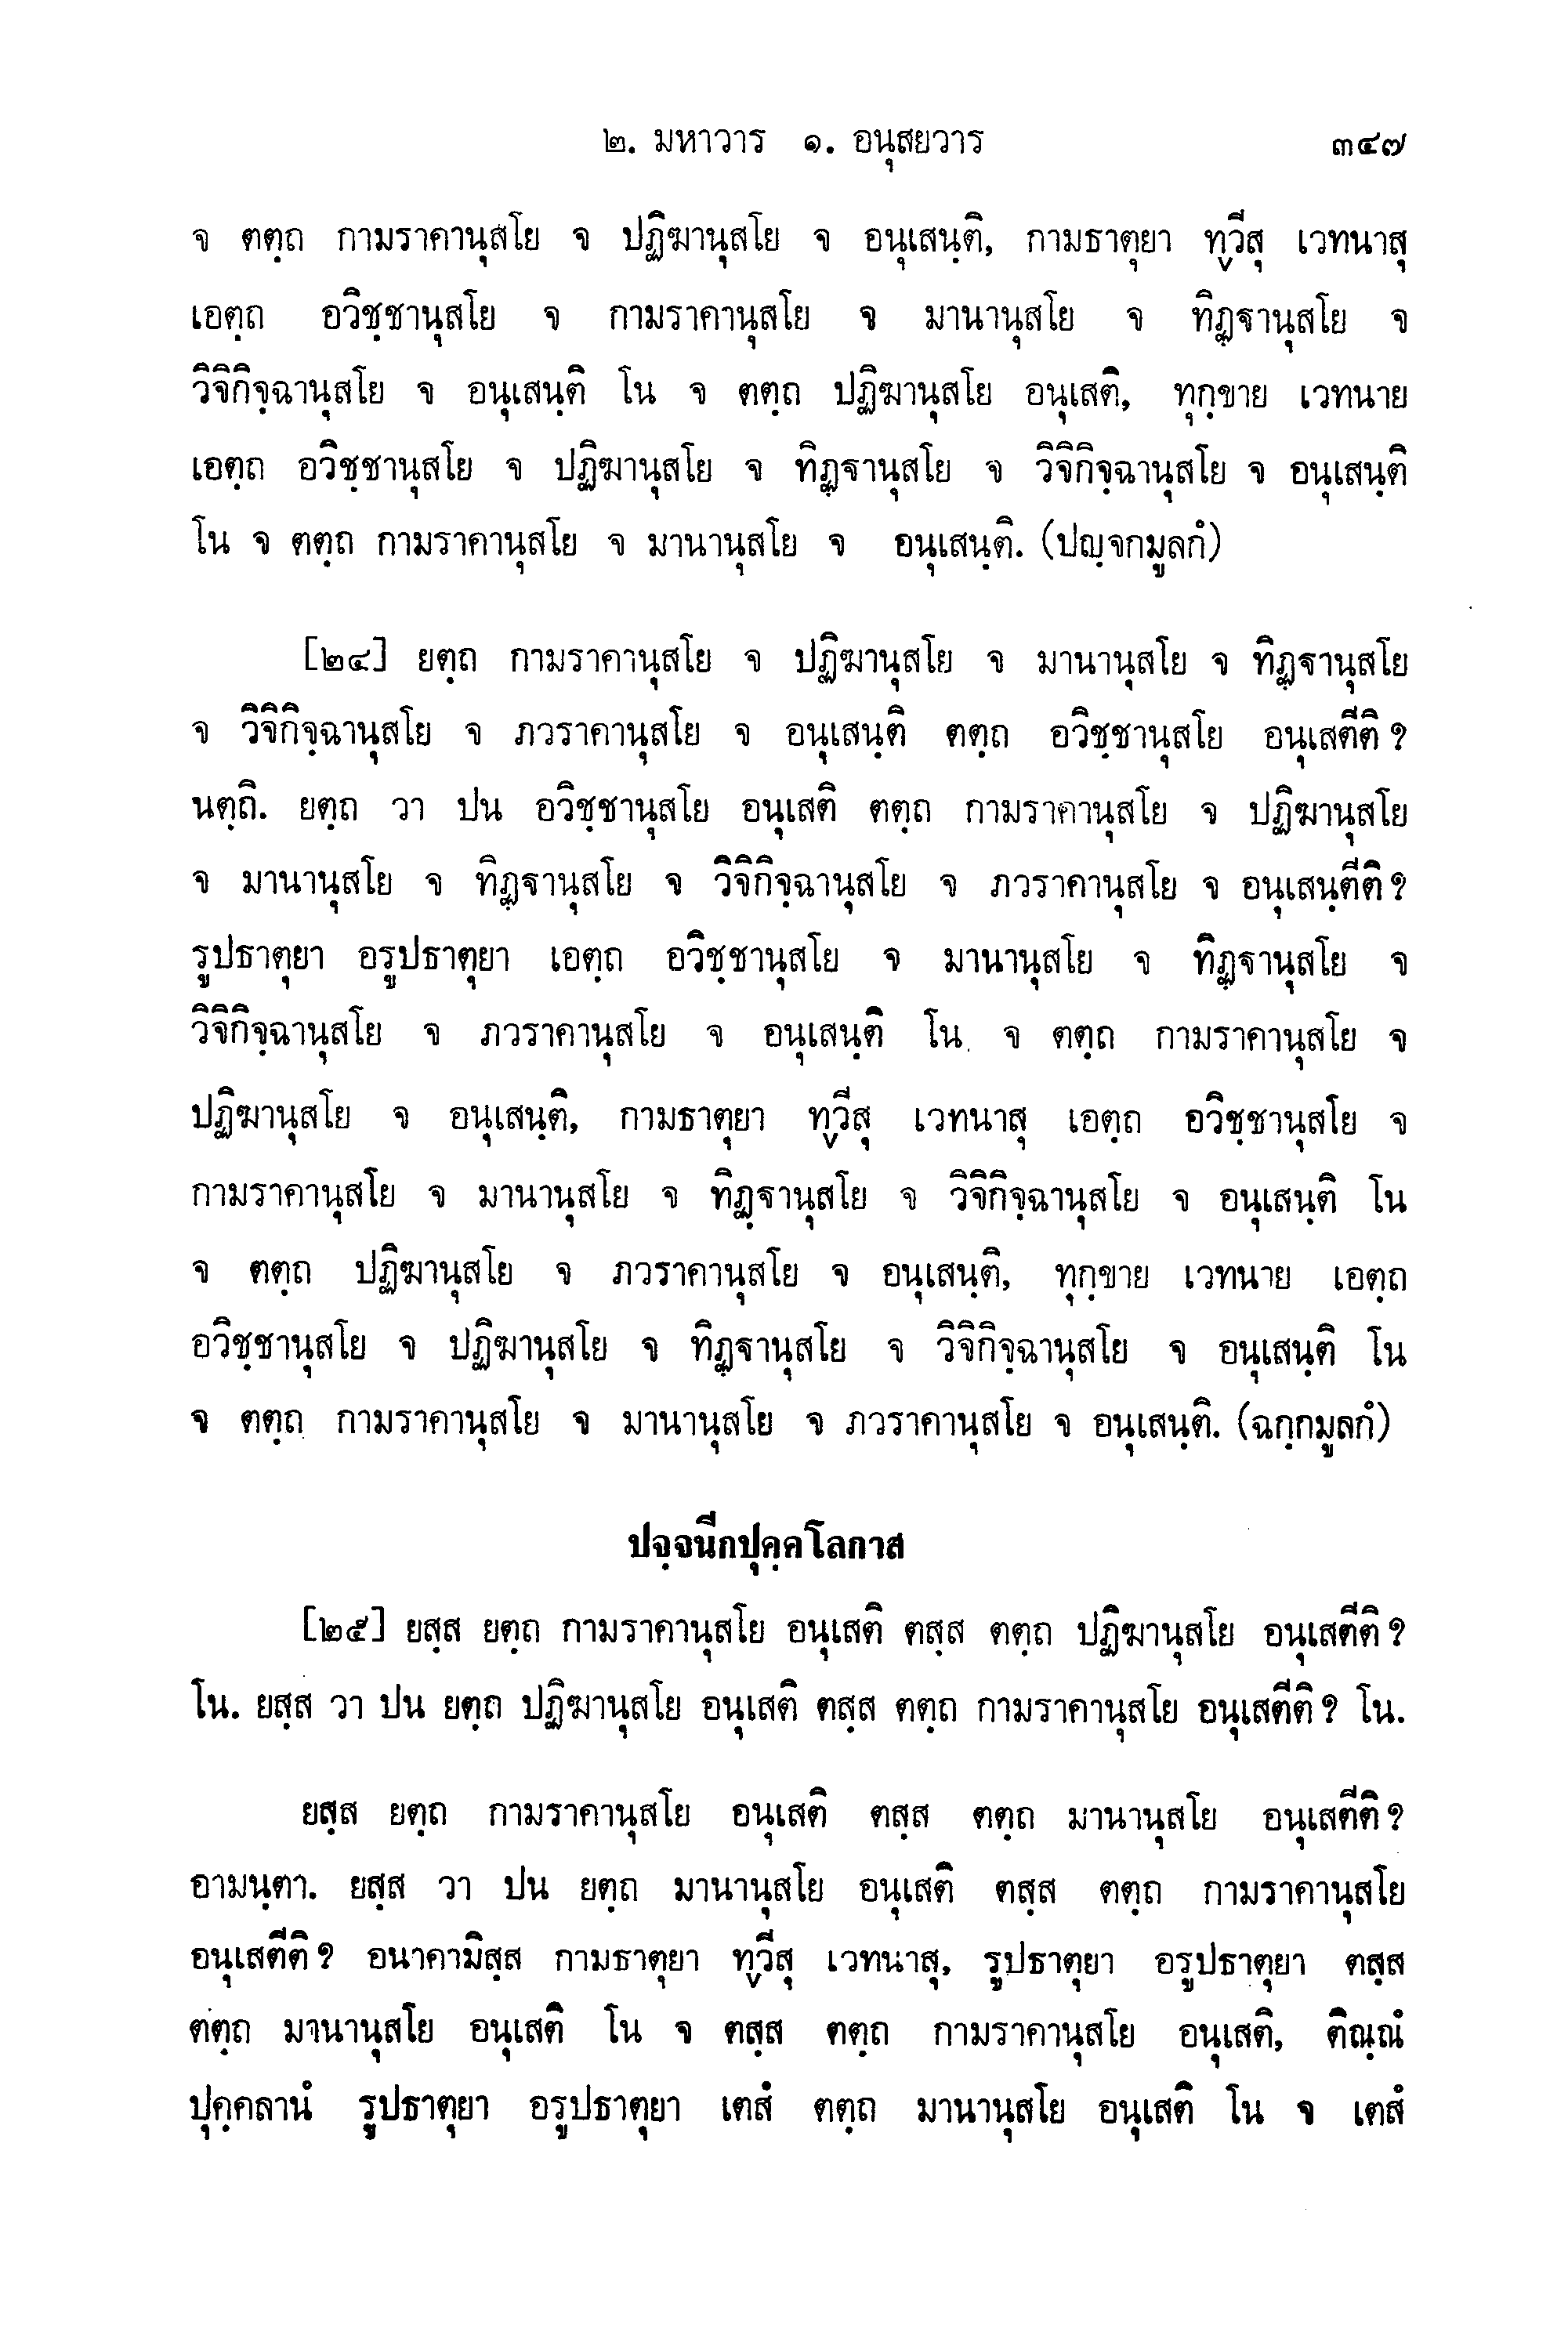 ๒. มหาวาร ๑. อนุสยวาร ๓๔๗
จ ตตฺถ กามราคานุสโย จ ปฏิฆานุสโย จ อนุเสนฺติ, กามธาตุยา ทฺวีสุ เวทนาสุ
เอตฺถ อวิชฺชานุสโย จ กามราคานุสโย จ มานานุสโย จ ทิฏฺฐานุสโย จ
วิจิกิจฺฉานุสโย จ อนุเสนฺติ โน จ ตตฺถ ปฏิฆานุสโย อนุเสติ, ทุกฺขาย เวทนาย
เอตฺถ อวิชฺชานุสโย จ ปฏิฆานุสโย จ ทิฏฺฐานุสโย จ วิจิกิจฺฉานุสโย จ อนุเสนฺติ
โน จ ตตฺถ กามราคานุสโย จ มานานุสโย จ อนุเสนฺติ. (ปญฺจกมูลกํ)
[๒๔] ยตฺถ กามราคานุสโย จ ปฏิฆานุสโย จ มานานุสโย จ ทิฏฺฐานุสโย
จ วิจิกิจฺฉานุสโย จ ภวราคานุสโย จ อนุเสนฺติ ตตฺถ อวิชฺชานุสโย อนุเสตีติ ?
นตฺถิ. ยตฺถ วา ปน อวิชฺชานุสโย อนุเสติ ตตฺถ กามราคานุสโย จ ปฏิฆานุสโย
จ มานานุสโย จ ทิฏฺฐานุสโย จ วิจิกิจฺฉานุสโย จ ภวราคานุสโย จ อนุเสนฺตีติ ?
รูปธาตุยา อรูปธาตุยา เอตฺถ อวิชฺชานุสโย จ มานานุสโย จ ทิฏฺฐานุสโย จ
วิจิกิจฺฉานุสโย จ ภวราคานุสโย จ อนุเสนฺติ โน จ ตตฺถ กามราคานุสโย จ
ปฏิฆานุสโย จ อนุเสนฺติ, กามธาตุยา ทฺวีสุ เวทนาสุ เอตฺถ อวิชฺชานุสโย จ
กามราคานุสโย จ มานานุสโย จ ทิฏฺฐานุสโย จ วิจิกิจฺฉานุสโย จ อนุเสนฺติ โน
จ ตตฺถ ปฏิฆานุสโย จ ภวราคานุสโย จ อนุเสนฺติ, ทุกฺขาย เวทนาย เอตฺถ
อวิชฺชานุสโย จ ปฏิฆานุสโย จ ทิฏฺฐานุสโย จ วิจิกิจฺฉานุสโย จ อนุเสนฺติ โน
จ ตตฺถ กามราคานุสโย จ มานานุสโย จ ภวราคานุสโย จ อนุเสนฺติ. (ฉกฺกมูลกํ)
ปจฺจนีกปุคฺคโลกาส
[๒๕] ยสฺส ยตฺถ กามราคานุสโย อนุเสติ ตสฺส ตตฺถ ปฏิฆานุสโย อนุเสตีติ ?
โน. ยสฺส วา ปน ยตฺถ ปฏิฆานุสโย อนุเสติ ตสฺส ตตฺถ กามราคานุสโย อนุเสตีติ ? โน.
ยสฺส ยตฺถ กามราคานุสโย อนุเสติ ตสฺส ตตฺถ มานานุสโย อนุเสตีติ ?
อามนฺตา. ยสฺส วา ปน ยตฺถ มานานุสโย อนุเสติ ตสฺส ตตฺถ กามราคานุสโย
อนุเสตีติ ? อนาคามิสฺส กามธาตุยา ทฺวีสุ เวทนาสุ, รูปธาตุยา อรูปธาตุยา ตสฺส
ตตฺถ มานานุสโย อนุเสติ โน จ ตสฺส ตตฺถ กามราคานุสโย อนุเสติ, ติณฺณํ
ปุคฺคลานํ รูปธาตุยา อรูปธาตุยา เตสํ ตตฺถ มานานุสโย อนุเสติ โน จ เตสํ